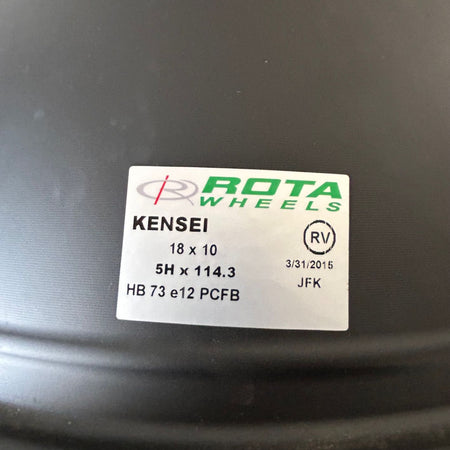 ROTA
WHEELS
KENSEI
RV
18 x 10
3/31/2015
5H x 114.3
JFK
HB 73 e12 PCFB